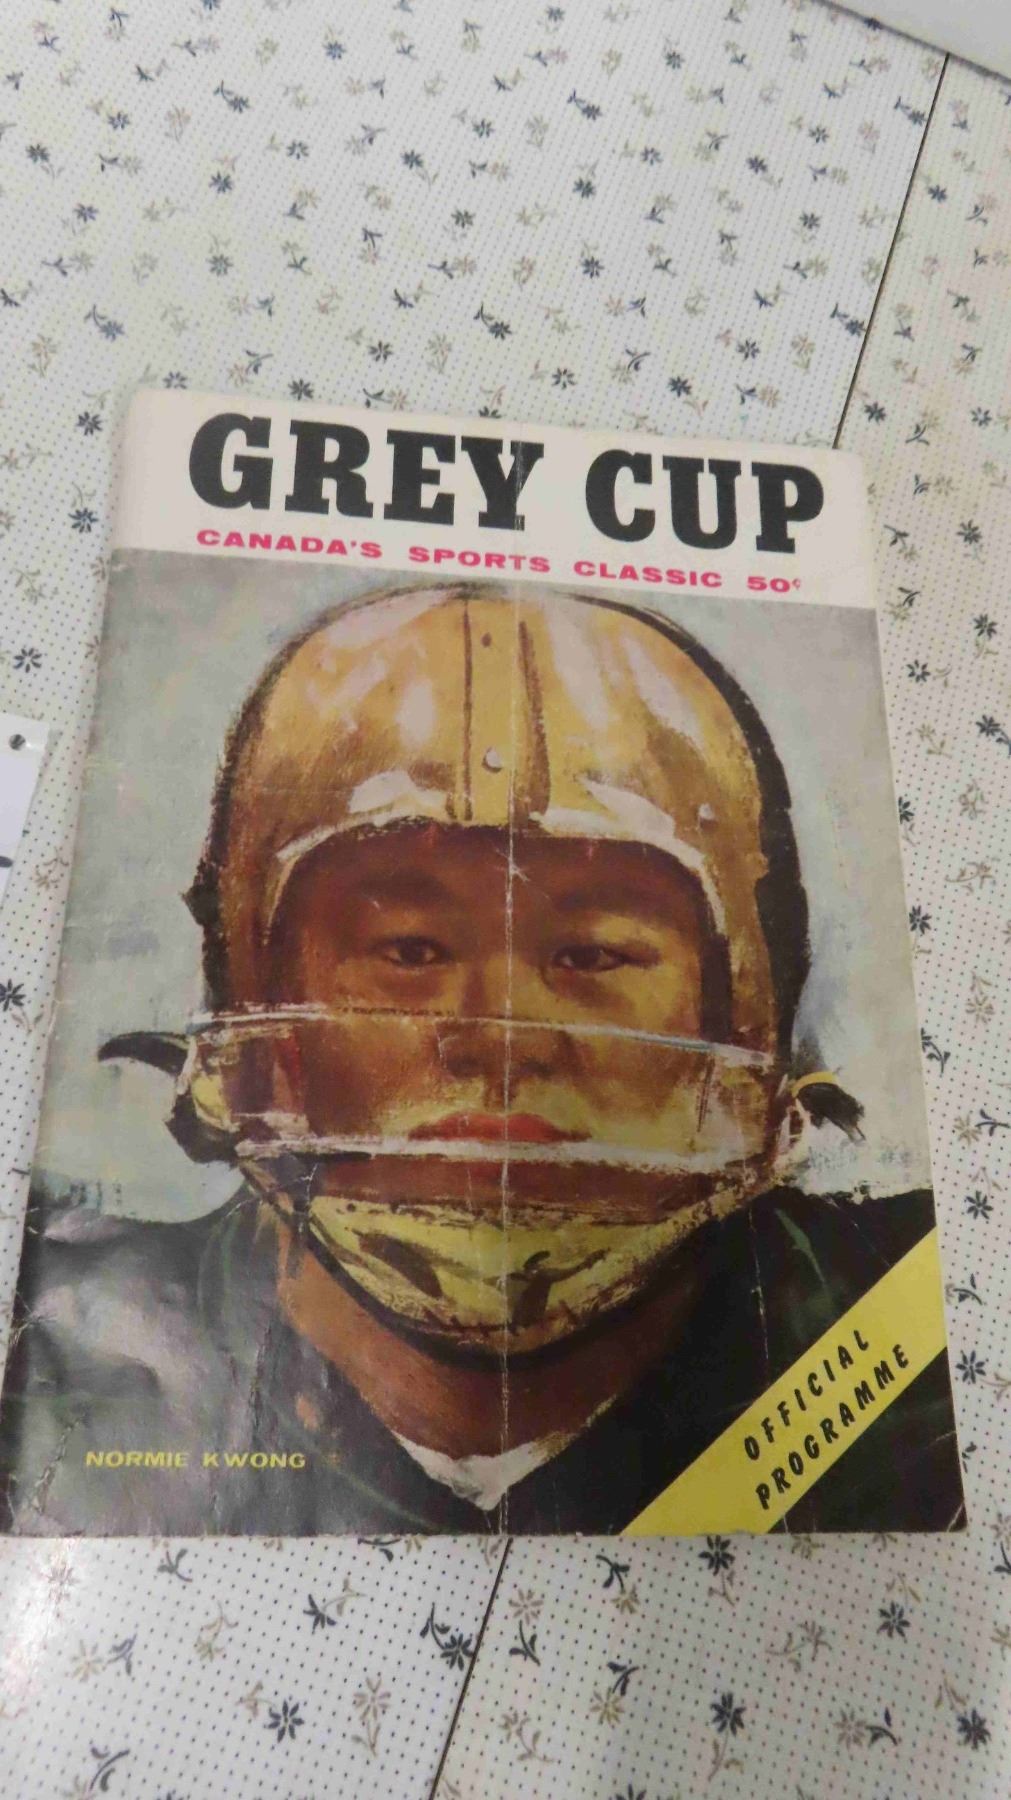 GREY CUP
CANADA'S SPORTS CLASSIC 50¢
NORMIE KWONG
OFFICIAL
PROGRAMME